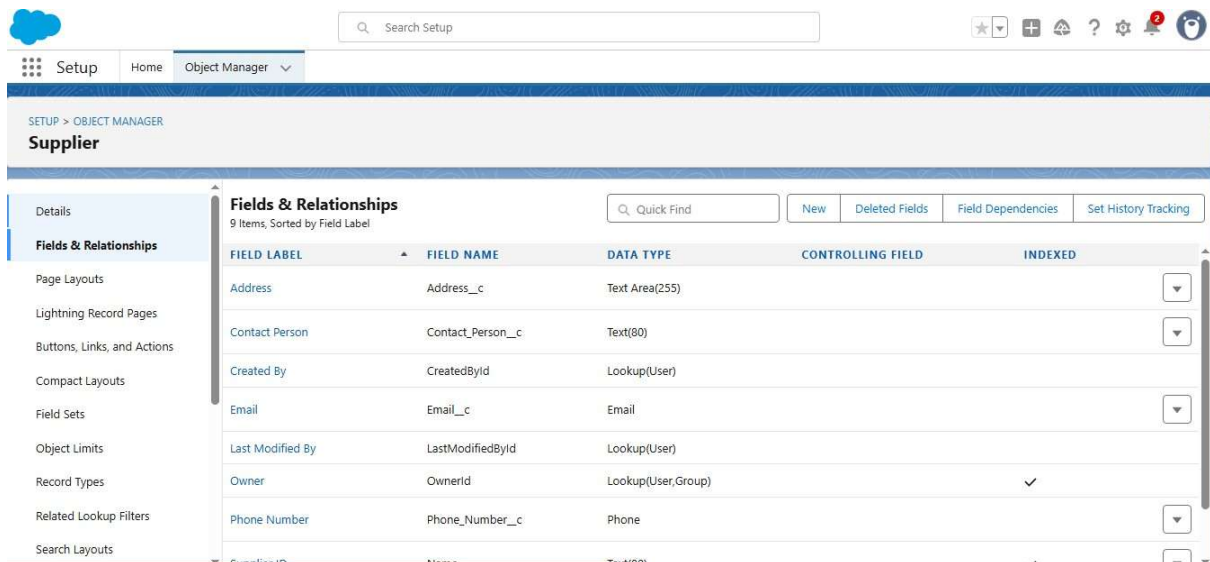 Search Setup
2
Setup Home Object Manager
SETUP > OBJECT MANAGER
Supplier
Details
Fields & Relationships
Page Layouts
Lightning Record Pages
Buttons, Links, and Actions
Compact Layouts
Field Sets
Object Limits
Record Types
Related Lookup Filters
Search Layouts
Fields & Relationships
9 Items, Sorted by Field Label
Quick Find
New Deleted Fields Field Dependencies Set History Tracking
FIELD LABEL FIELD NAME DATA TYPE CONTROLLING FIELD INDEXED
Address Address__c Text Area(255)
Contact Person Contact_Person__c Text(80)
Created By CreatedById Lookup(User)
Email Email__c Email
Last Modified By LastModifiedById Lookup(User)
Owner OwnerId Lookup(User,Group)
Phone Number Phone_Number__c Phone